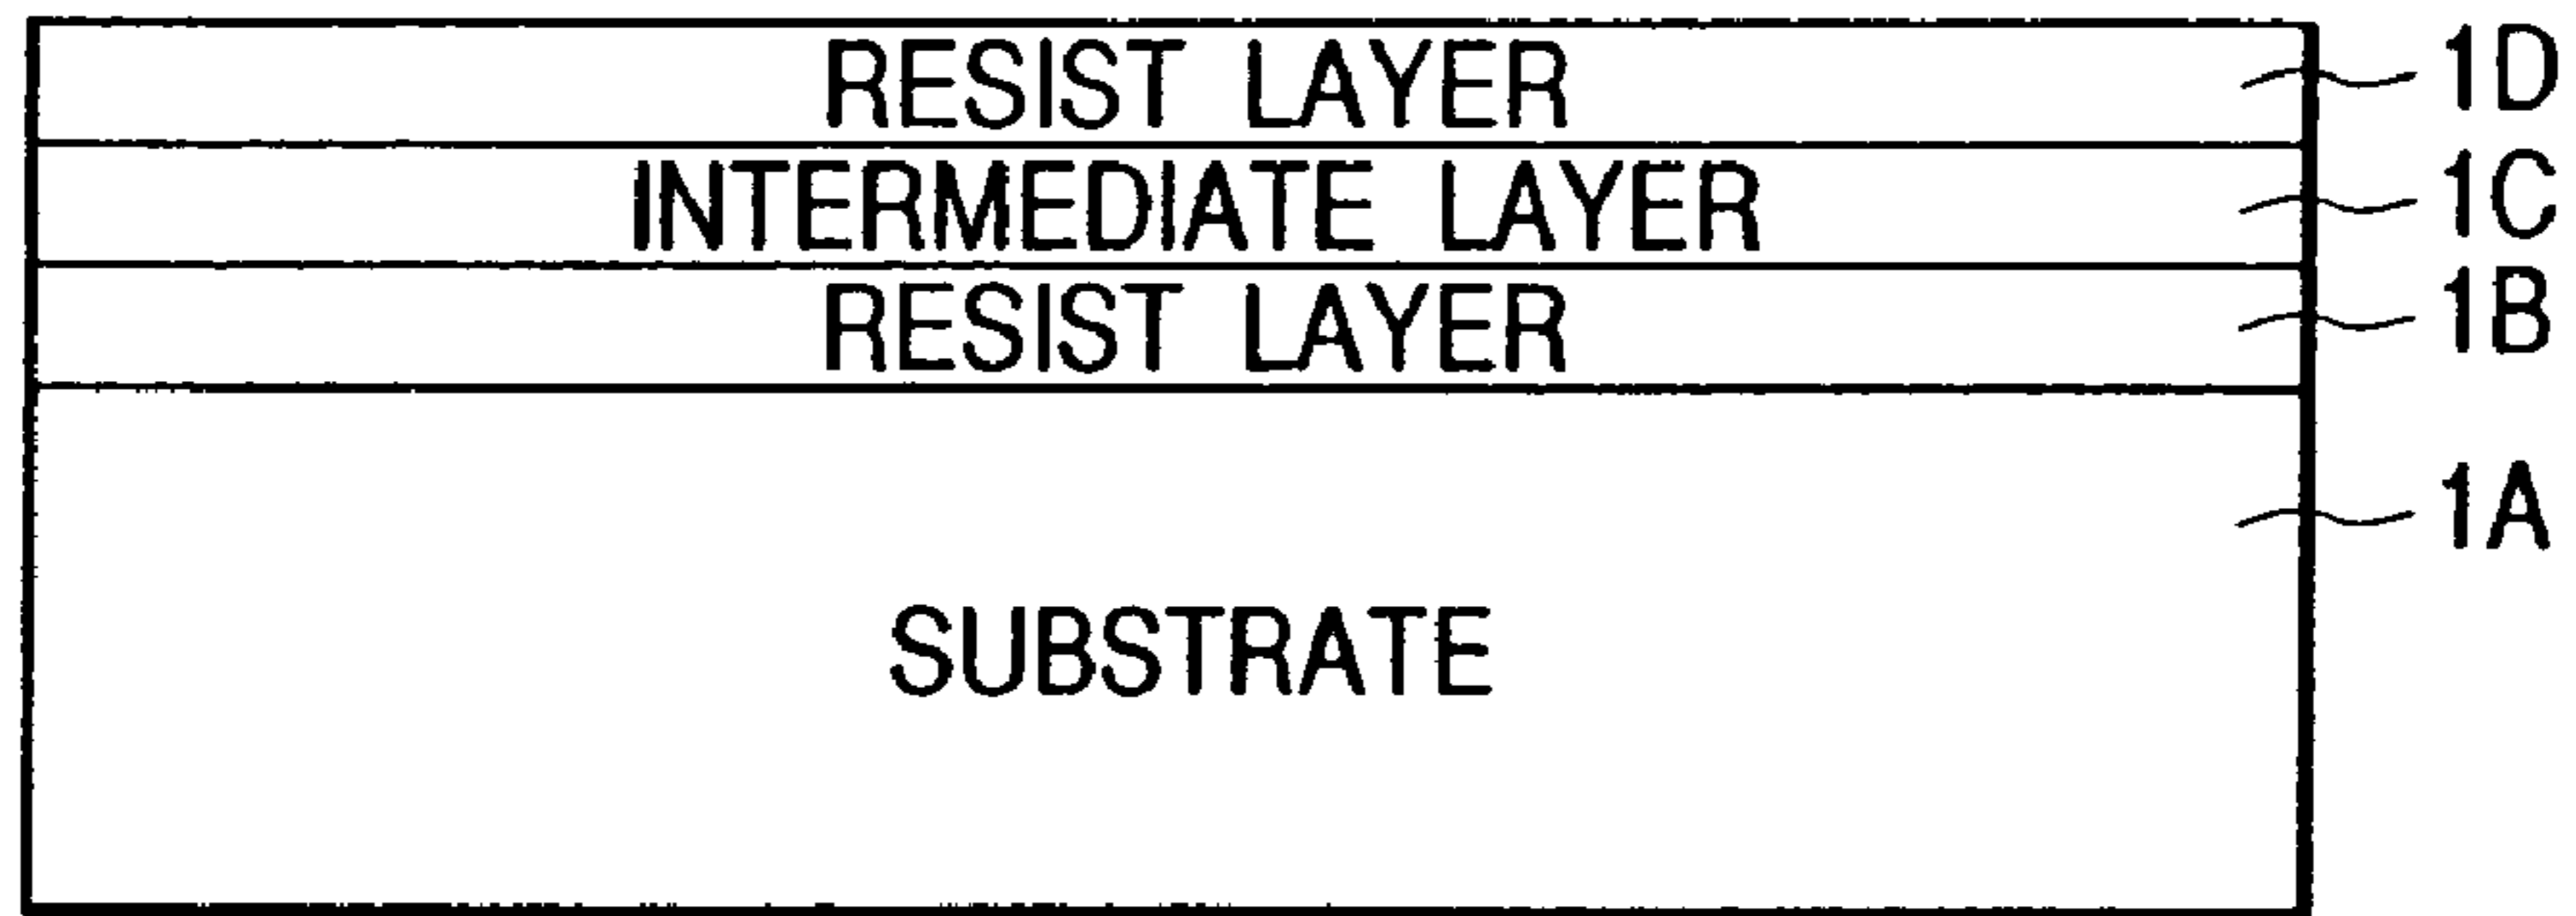 RESIST LAYER 1D
INTERMEDIATE LAYER 1C
RESIST LAYER 1B
1A
SUBSTRATE